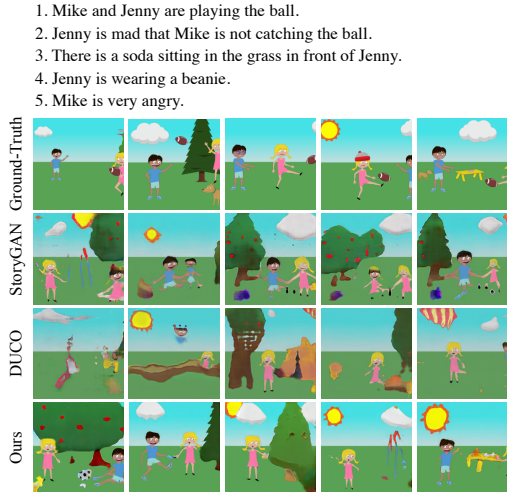 1. Mike and Jenny are playing the ball.
2. Jenny is mad that Mike is not catching the ball.
3. There is a soda sitting in the grass in front of Jenny.
4. Jenny is wearing a beanie.
5. Mike is very angry.
Ground-Truth
StoryGAN
DUCO
Ours